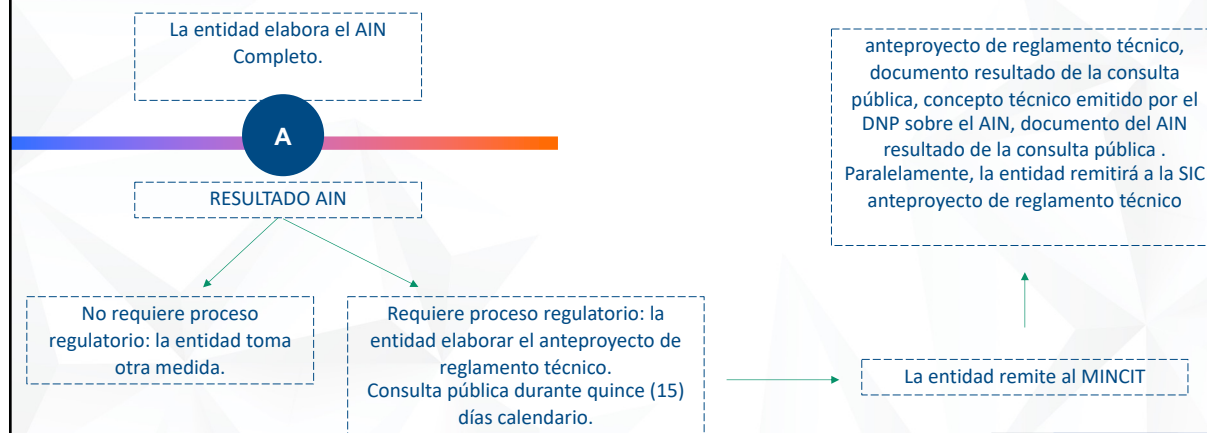 La entidad elabora el AIN
Completo.
A
RESULTADO AIN
No requiere proceso
regulatorio: la entidad toma
otra medida.
Requiere proceso regulatorio: la
entidad elaborar el anteproyecto de
reglamento técnico.
Consulta pública durante quince (15)
días calendario.
La entidad remite al MINCIT
anteproyecto de reglamento técnico,
documento resultado de la consulta
pública, concepto técnico emitido por el
DNP sobre el AIN, documento del AIN
resultado de la consulta pública .
Paralelamente, la entidad remitirá a la SIC
anteproyecto de reglamento técnico